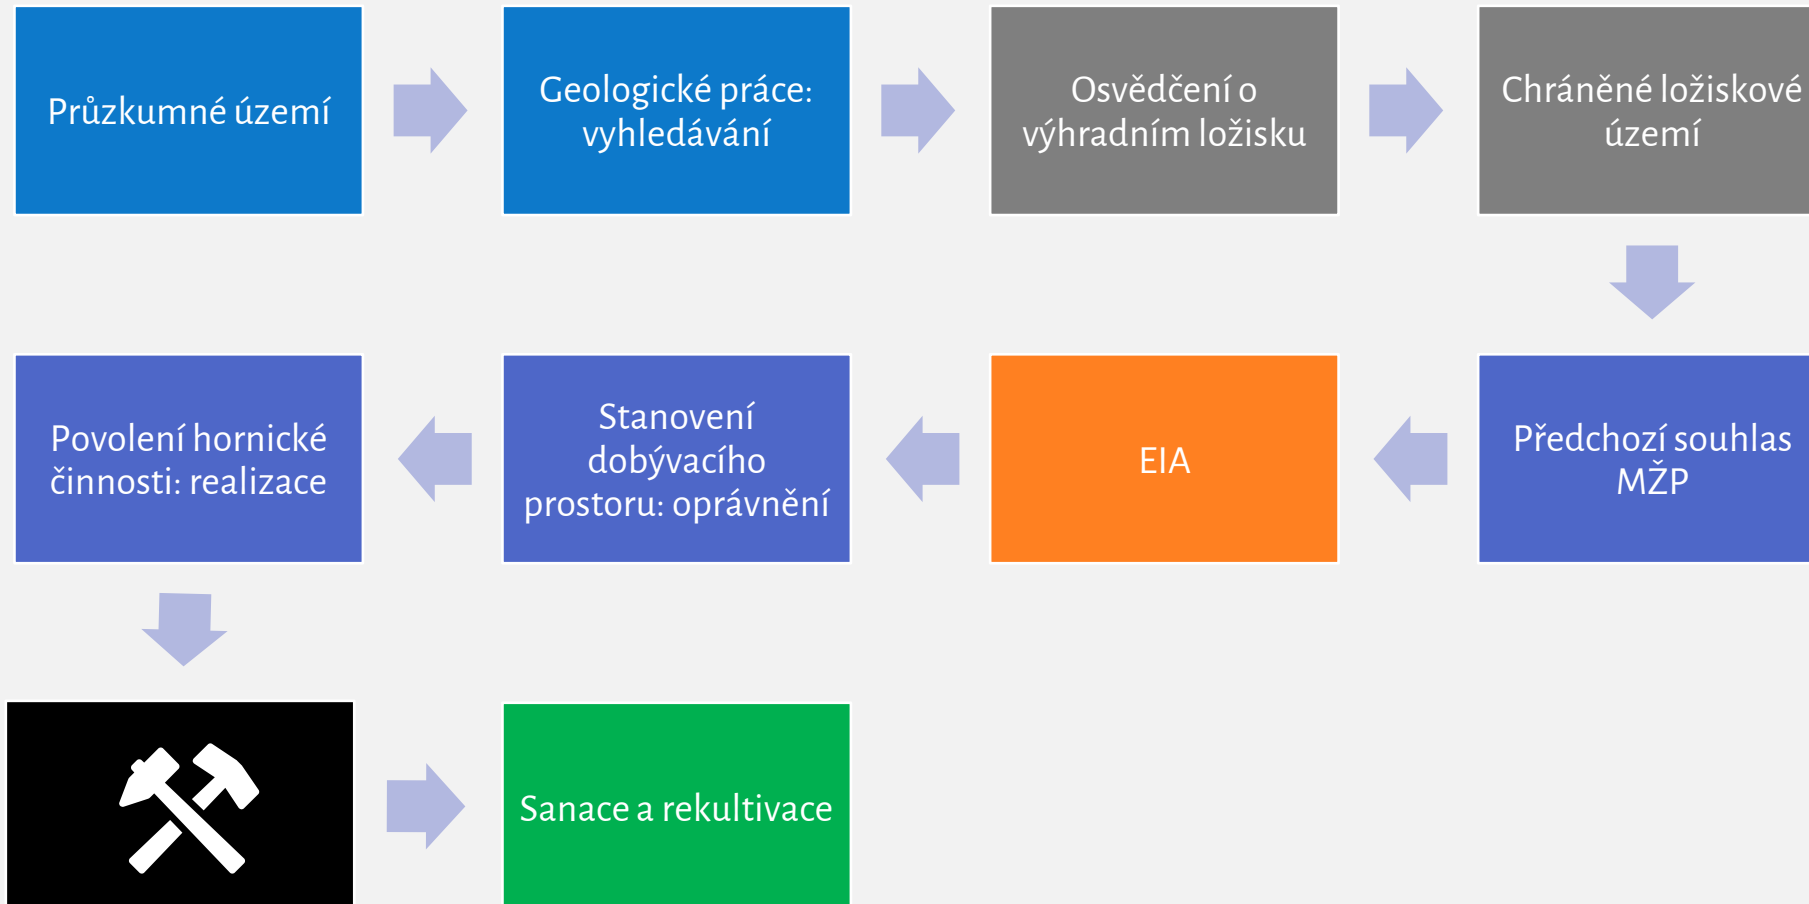 Průzkumné území
Geologické práce:
vyhledávání
Osvědčení o
výhradním ložisku
Chráněné ložiskové
území
Předchozí souhlas
MŽP
EIA
Stanovení
dobývacího
prostoru: oprávnění
Povolení hornické
činnosti: realizace
Sanace a rekultivace